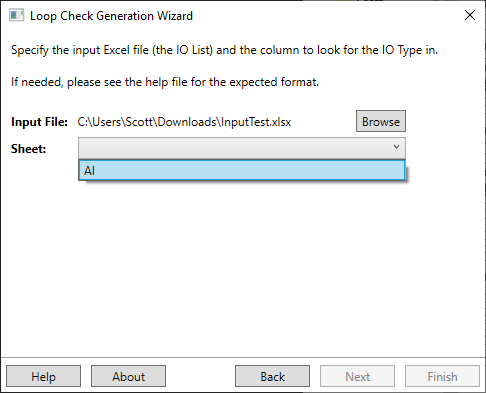 Loop Check Generation Wizard
Specify the input Excel file (the IO List) and the column to look for the IO Type in.
If needed, please see the help file for the expected format.
Input File: C:\Users\Scott\Downloads\InputTest.xlsx Browse
Sheet:
AI
Help About Back Next Finish